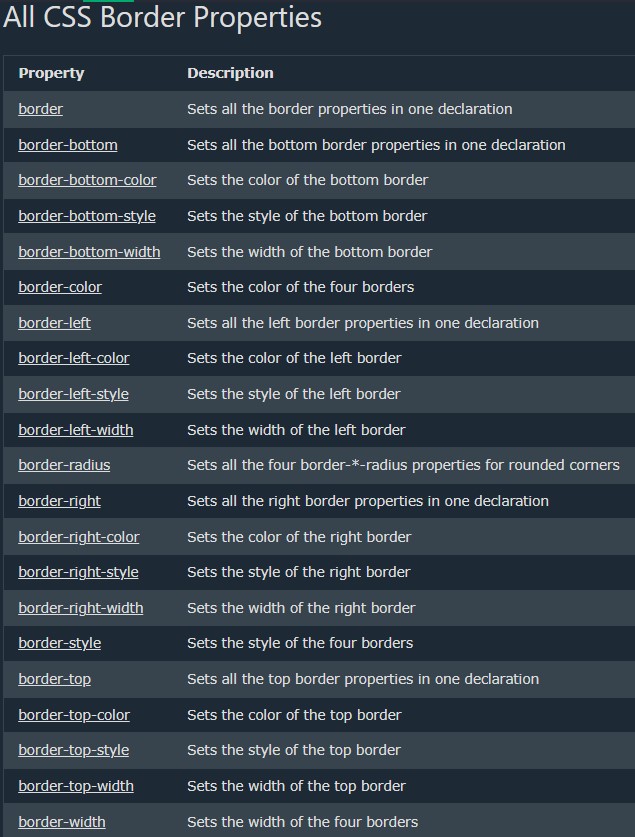 All CSS Border Properties
Property Description
border Sets all the border properties in one declaration
border-bottom Sets all the bottom border properties in one declaration
border-bottom-color Sets the color of the bottom border
border-bottom-style Sets the style of the bottom border
border-bottom-width Sets the width of the bottom border
border-color Sets the color of the four borders
border-left Sets all the left border properties in one declaration
border-left-color Sets the color of the left border
border-left-style Sets the style of the left border
border-left-width Sets the width of the left border
border-radius Sets all the four border-*-radius properties for rounded corners
border-right Sets all the right border properties in one declaration
border-right-color Sets the color of the right border
border-right-style Sets the style of the right border
border-right-width Sets the width of the right border
border-style Sets the style of the four borders
border-top Sets all the top border properties in one declaration
border-top-color Sets the color of the top border
border-top-style Sets the style of the top border
border-top-width Sets the width of the top border
border-width Sets the width of the four borders